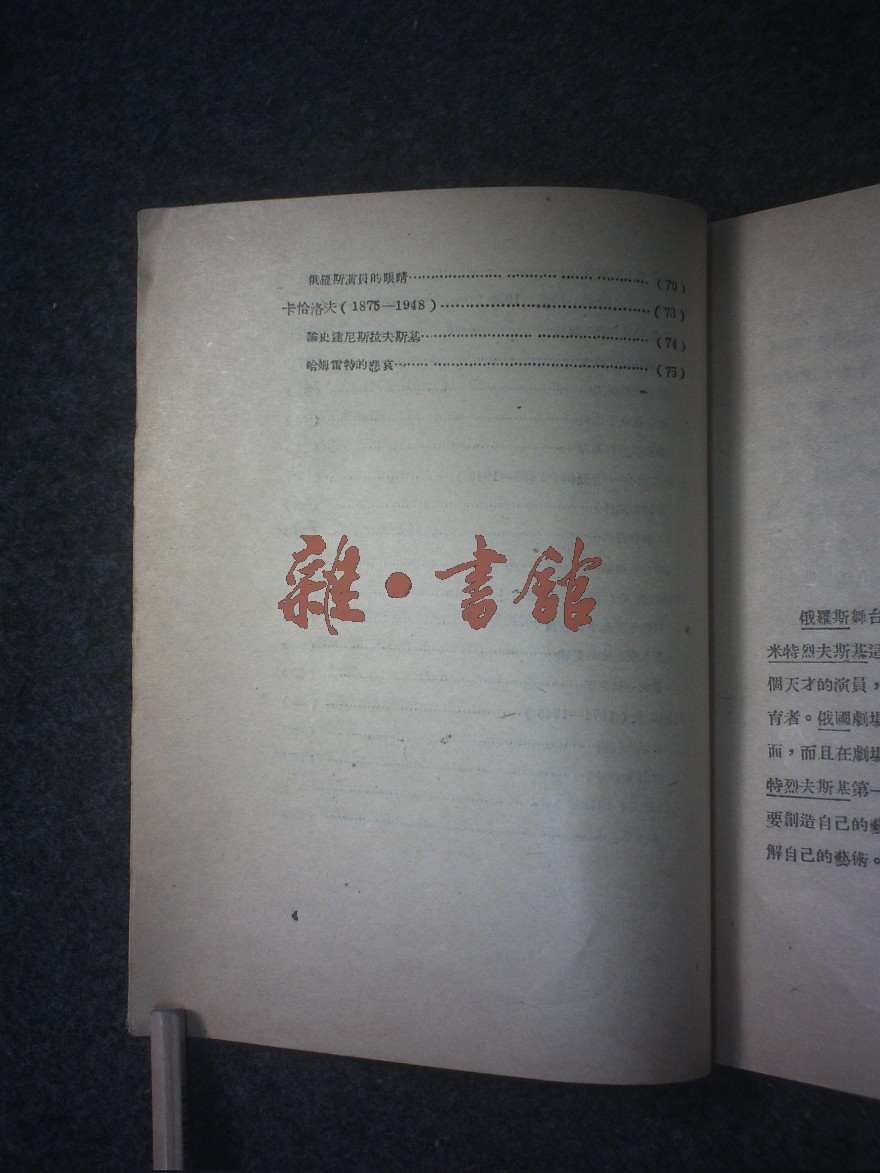 俄羅斯演員的眼睛……………………………………(70)
卡恰洛夫(1875—1948)……………………………………(73)
論史達尼斯拉夫斯基……………………………………(74)
哈姆雷特的悲哀……………………………………(75)
雜·書館
俄羅斯舞台
米特烈夫斯基這
個天才的演員，
育者。俄國劇場
面，而且在劇場
特烈夫斯基第一
要創造自己的藝
解自己的藝術。